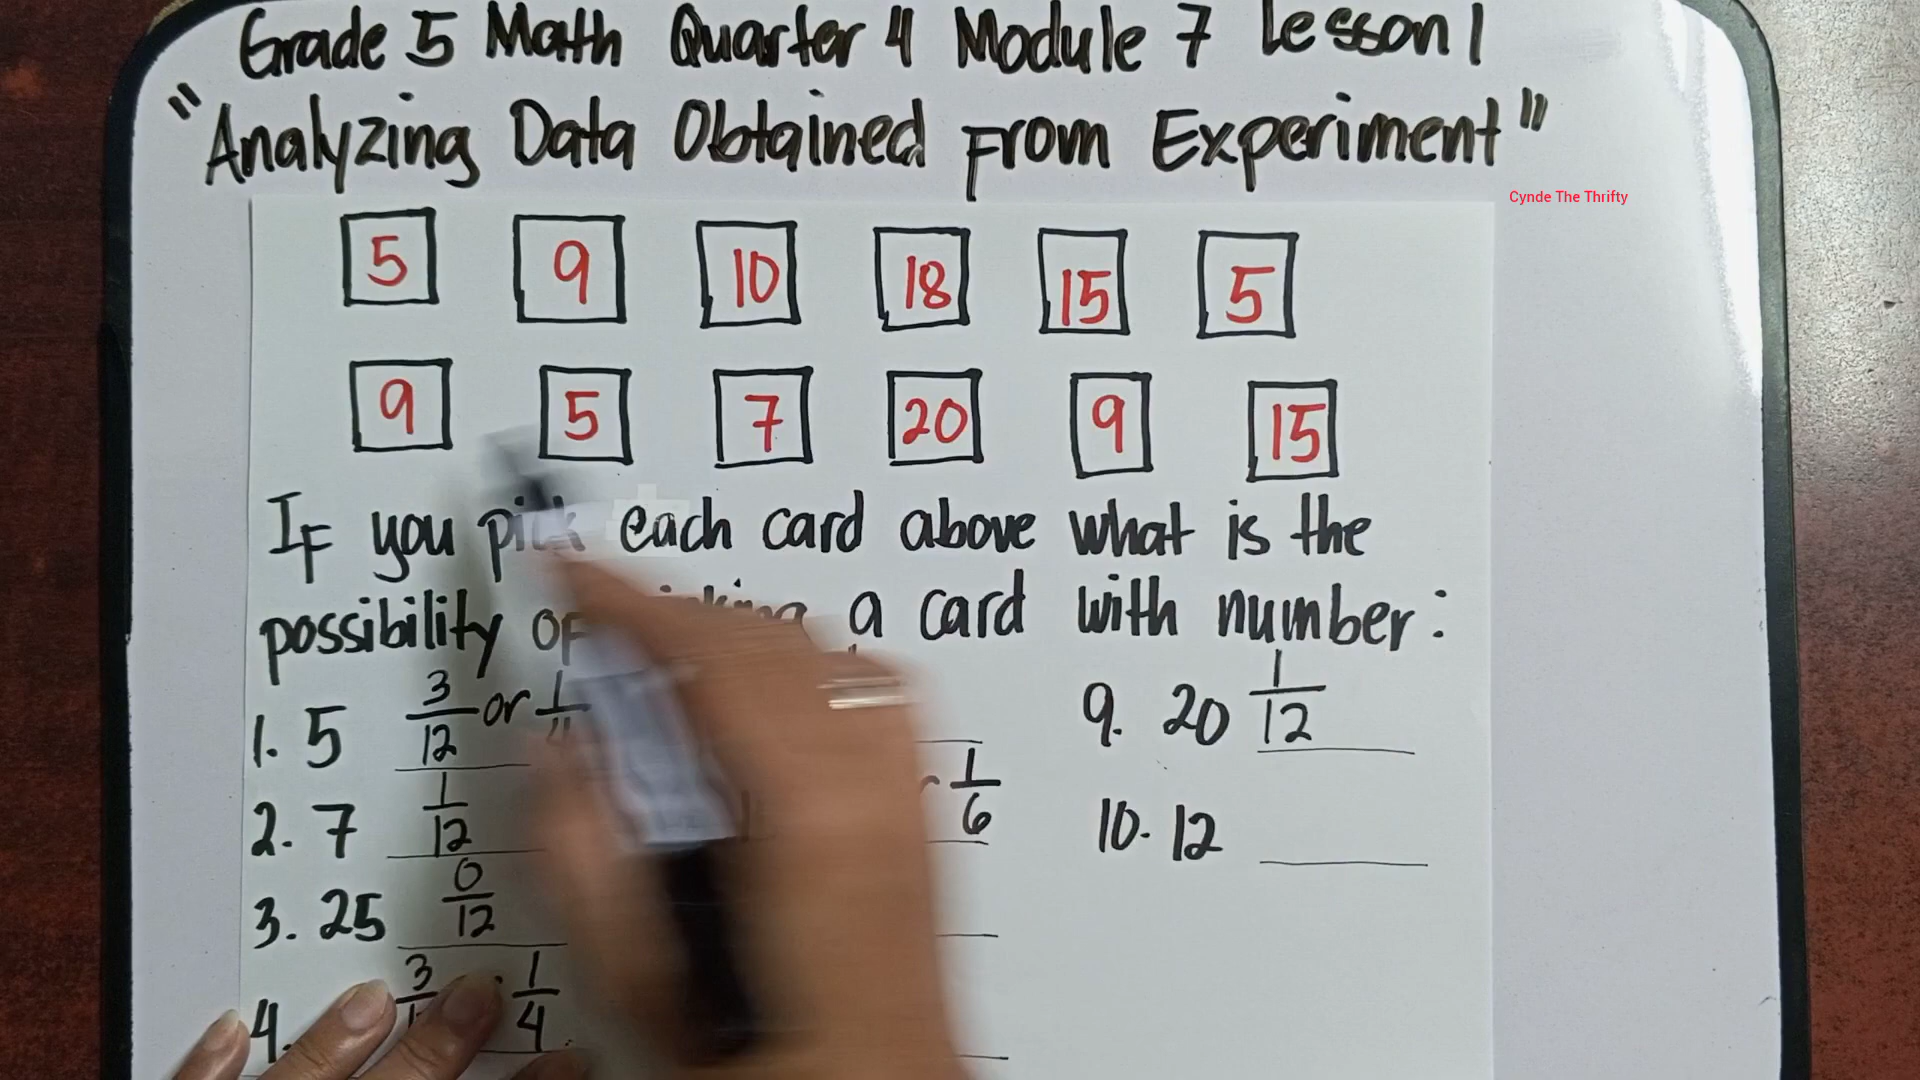 Grade 5 Math Quarter 4 Module 7 Lesson 1
"Analyzing Data Obtained From Experiment"
Cynde The Thrifty
5 9 10 18 15 5
9 5 7 20 9 15
If you pick each card above what is the
possibility of a card with number:
1. 5 3/12 or 1/4
2. 7 1/12
3. 25 0/12
4. 1/4
1/6
9. 20 1/12
10. 12